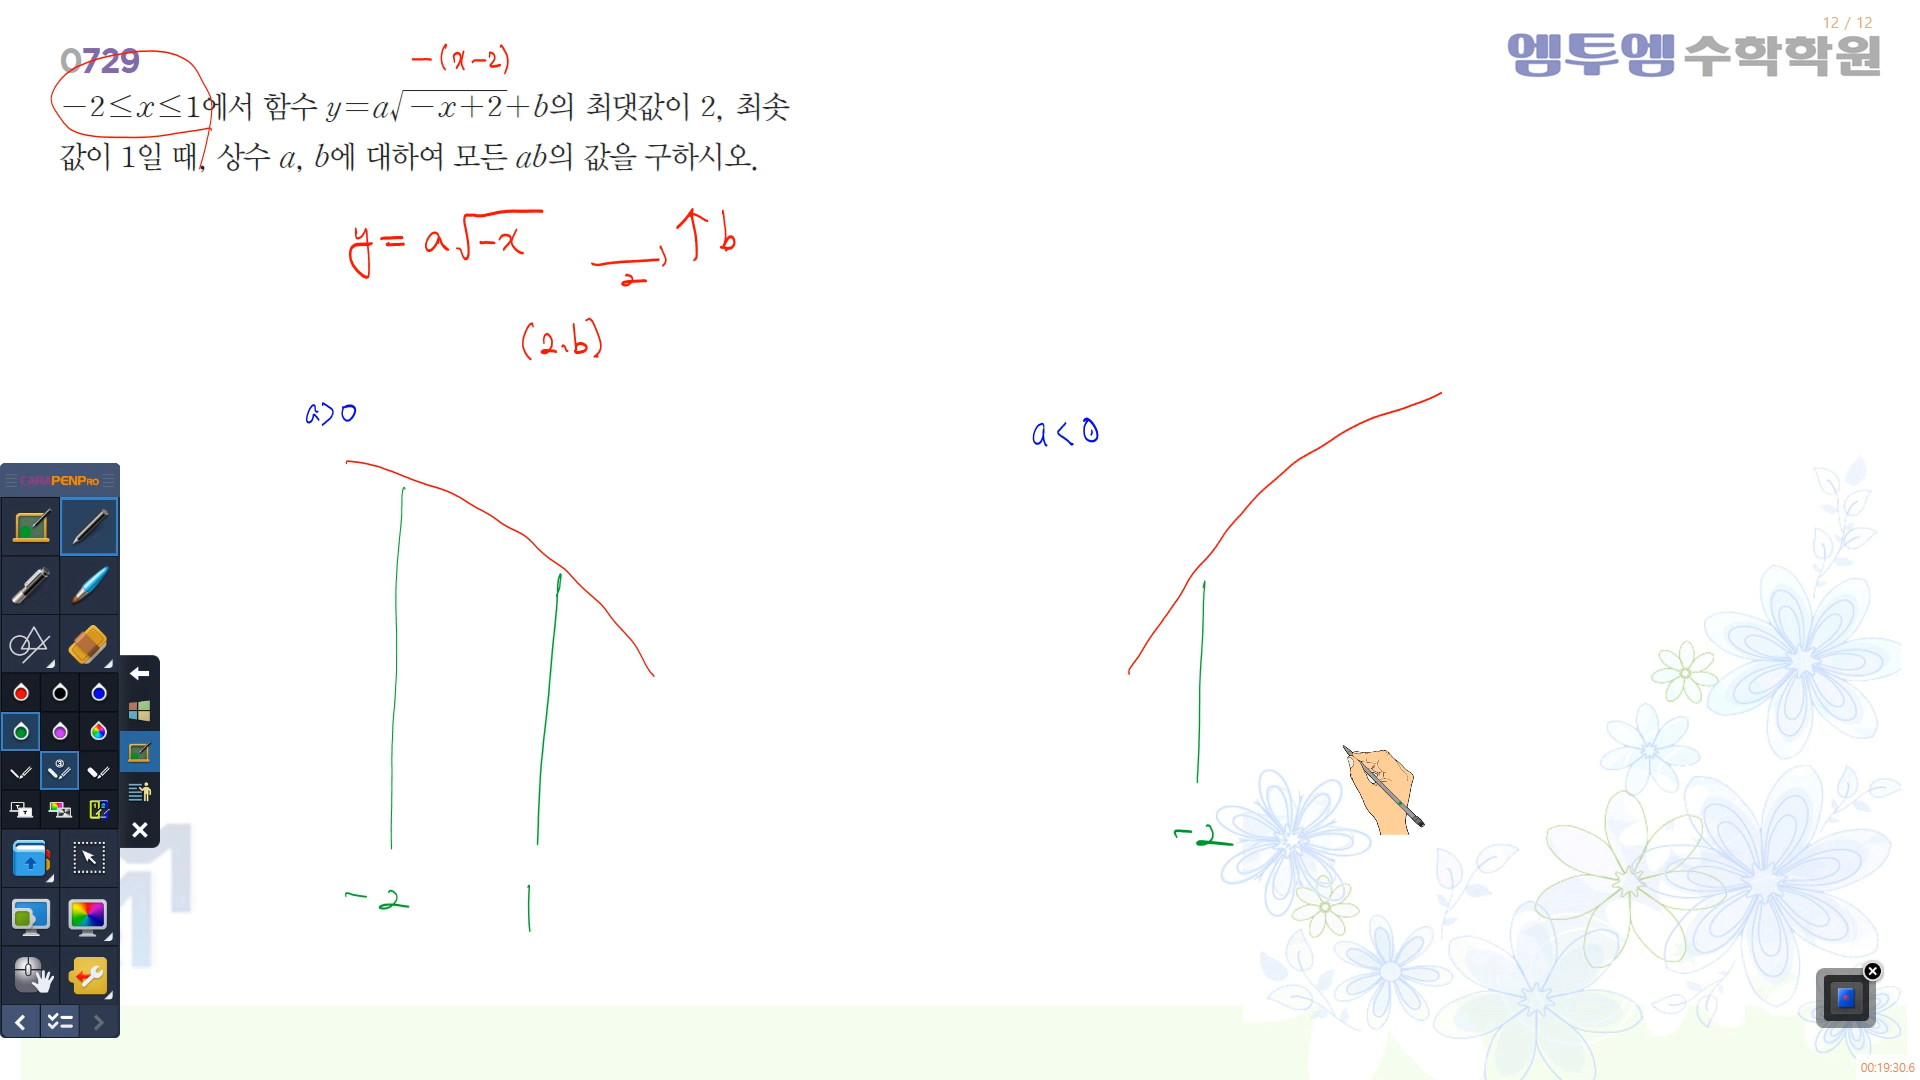 12 / 12
엠투엠수학학원
0729
-(x-2)
-2≤x≤1에서 함수 y=a√-x+2+b의 최댓값이 2, 최솟
값이 1일 때, 상수 a, b에 대하여 모든 ab의 값을 구하시오.
y = a√-x 2 ↑ b
(2, b)
a>0
a<0
CARAPENPRO
-2
-2 1
00:19:30.6